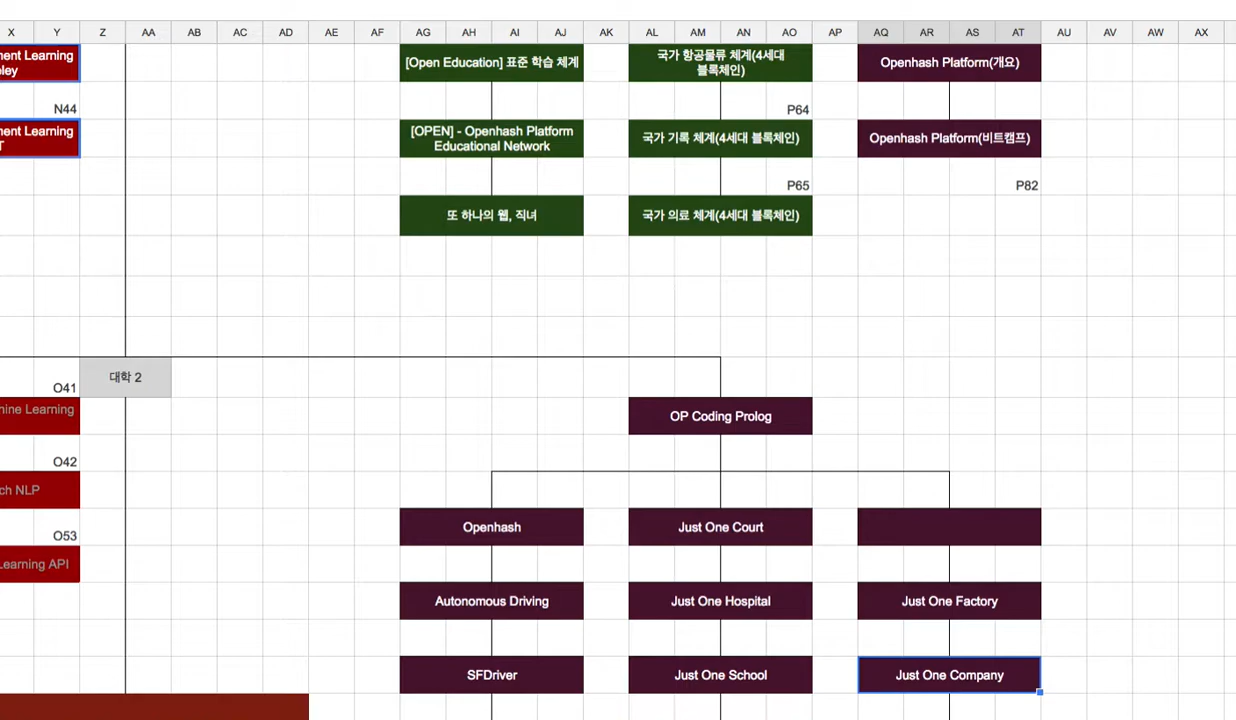 X Y Z AA AB AC AD AE AF AG AH AI AJ AK AL AM AN AO AP AQ AR AS AT AU AV AW AX
ment Learning
ley
[Open Education] 표준 학습 체계
국가 항공물류 체계(4세대
블록체인)
Openhash Platform(개요)
N44
P64
ment Learning
T
[OPEN] - Openhash Platform
Educational Network
국가 기록 체계(4세대 블록체인)
Openhash Platform(비트캠프)
P65
P82
또 하나의 웹, 직녀
국가 의료 체계(4세대 블록체인)
O41
대학 2
hine Learning
OP Coding Prolog
O42
ch NLP
Openhash
Just One Court
O53
Learning API
Autonomous Driving
Just One Hospital
Just One Factory
SFDriver
Just One School
Just One Company